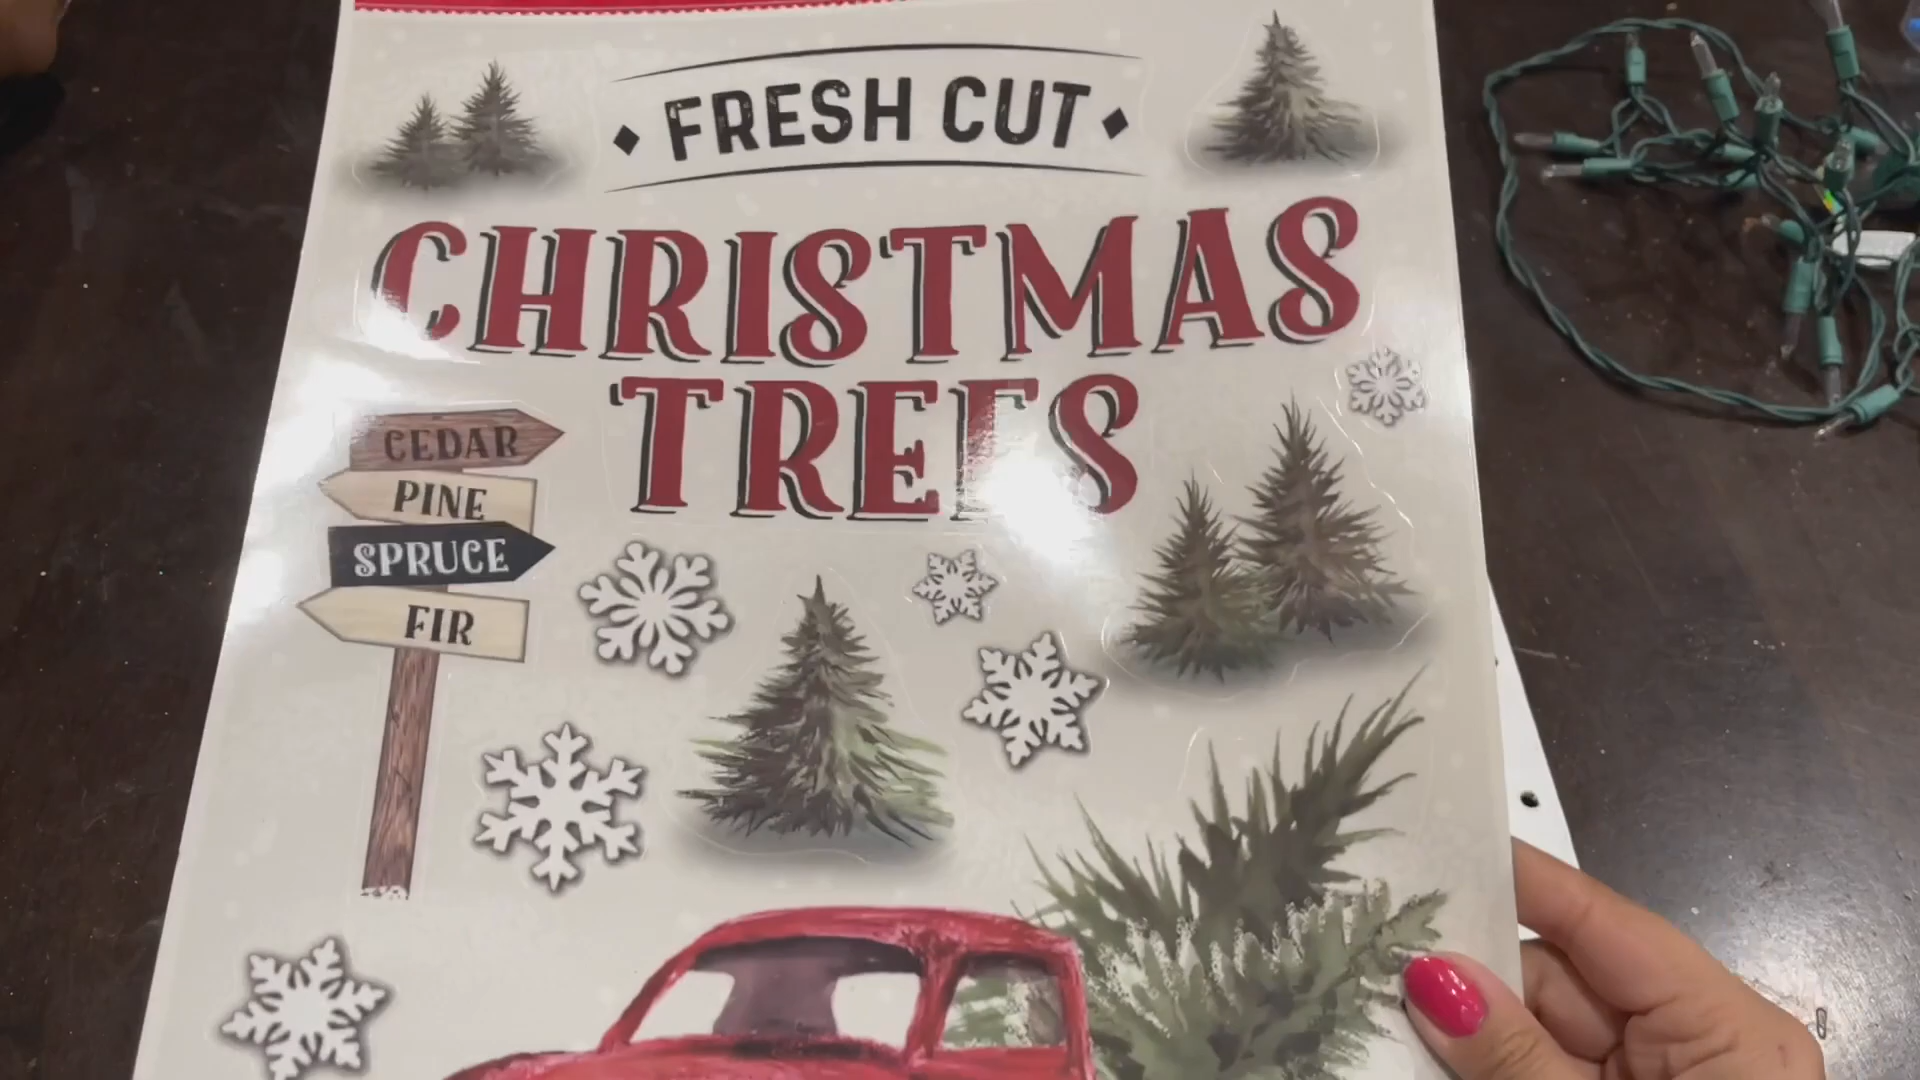 FRESH CUT
CHRISTMAS
TREES
CEDAR
PINE
SPRUCE
FIR